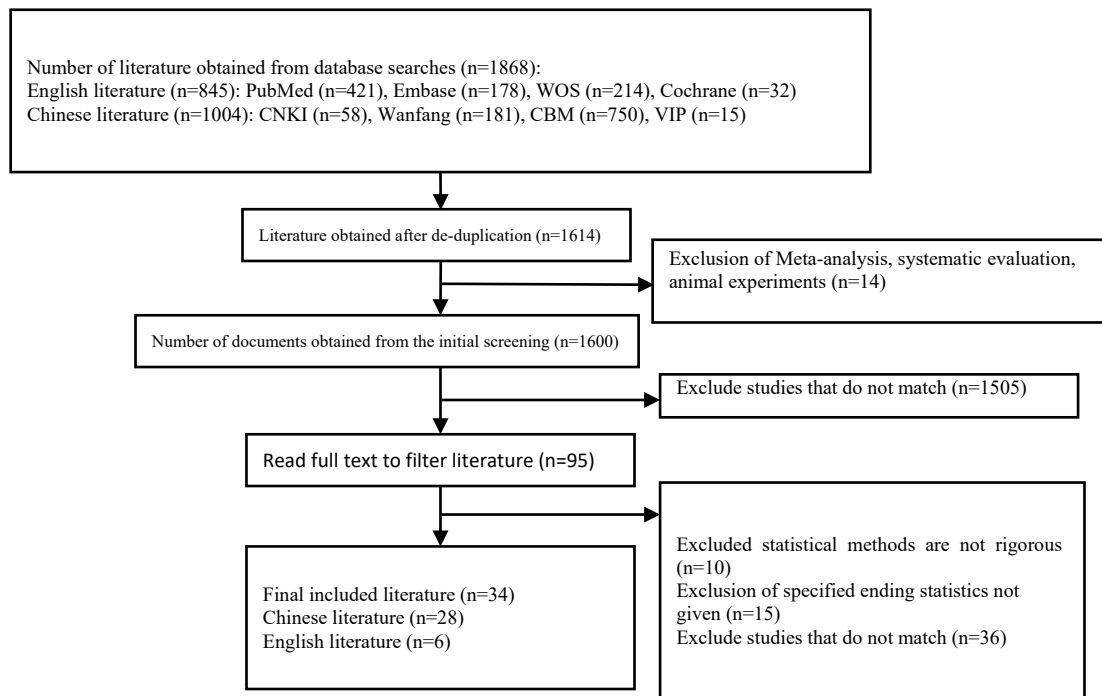 Number of literature obtained from database searches (n=1868):
English literature (n=845): PubMed (n=421), Embase (n=178), WOS (n=214), Cochrane (n=32)
Chinese literature (n=1004): CNKI (n=58), Wanfang (n=181), CBM (n=750), VIP (n=15)
Literature obtained after de-duplication (n=1614)
Exclusion of Meta-analysis, systematic evaluation,
animal experiments (n=14)
Number of documents obtained from the initial screening (n=1600)
Exclude studies that do not match (n=1505)
Read full text to filter literature (n=95)
Excluded statistical methods are not rigorous
(n=10)
Exclusion of specified ending statistics not
given (n=15)
Exclude studies that do not match (n=36)
Final included literature (n=34)
Chinese literature (n=28)
English literature (n=6)